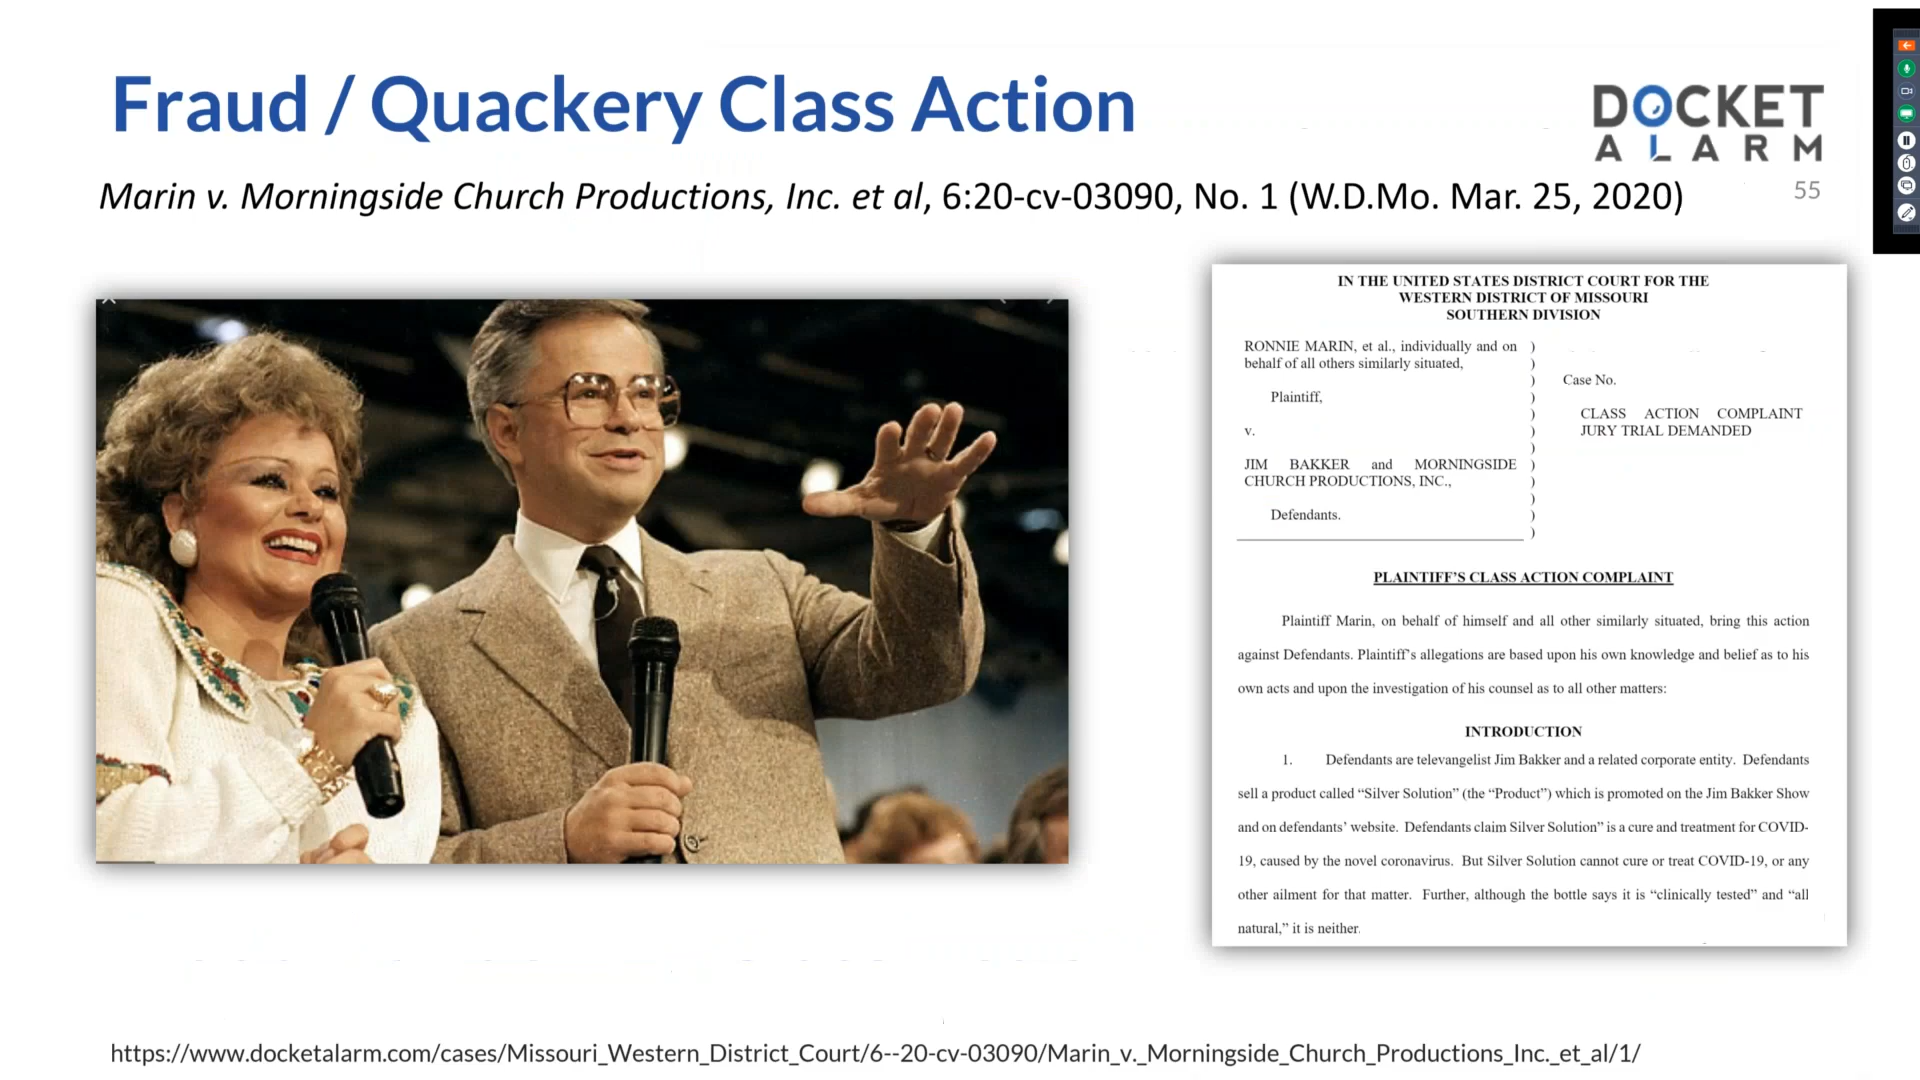 Fraud / Quackery Class Action
DOCKET
ALARM
Marin v. Morningside Church Productions, Inc. et al, 6:20-cv-03090, No. 1 (W.D.Mo. Mar. 25, 2020)
55
IN THE UNITED STATES DISTRICT COURT FOR THE
WESTERN DISTRICT OF MISSOURI
SOUTHERN DIVISION
RONNIE MARIN, et al., individually and on )
behalf of all others similarly situated, )
) Case No.
Plaintiff, )
) CLASS ACTION COMPLAINT
v. ) JURY TRIAL DEMANDED
)
JIM BAKKER and MORNINGSIDE )
CHURCH PRODUCTIONS, INC., )
)
Defendants. )
)
PLAINTIFF'S CLASS ACTION COMPLAINT
Plaintiff Marin, on behalf of himself and all other similarly situated, bring this action
against Defendants. Plaintiff's allegations are based upon his own knowledge and belief as to his
own acts and upon the investigation of his counsel as to all other matters:
INTRODUCTION
1. Defendants are televangelist Jim Bakker and a related corporate entity. Defendants
sell a product called “Silver Solution” (the “Product”) which is promoted on the Jim Bakker Show
and on defendants’ website. Defendants claim Silver Solution” is a cure and treatment for COVID-
19, caused by the novel coronavirus. But Silver Solution cannot cure or treat COVID-19, or any
other ailment for that matter. Further, although the bottle says it is “clinically tested” and “all
natural,” it is neither.
https://www.docketalarm.com/cases/Missouri_Western_District_Court/6--20-cv-03090/Marin_v._Morningside_Church_Productions_Inc._et_al/1/